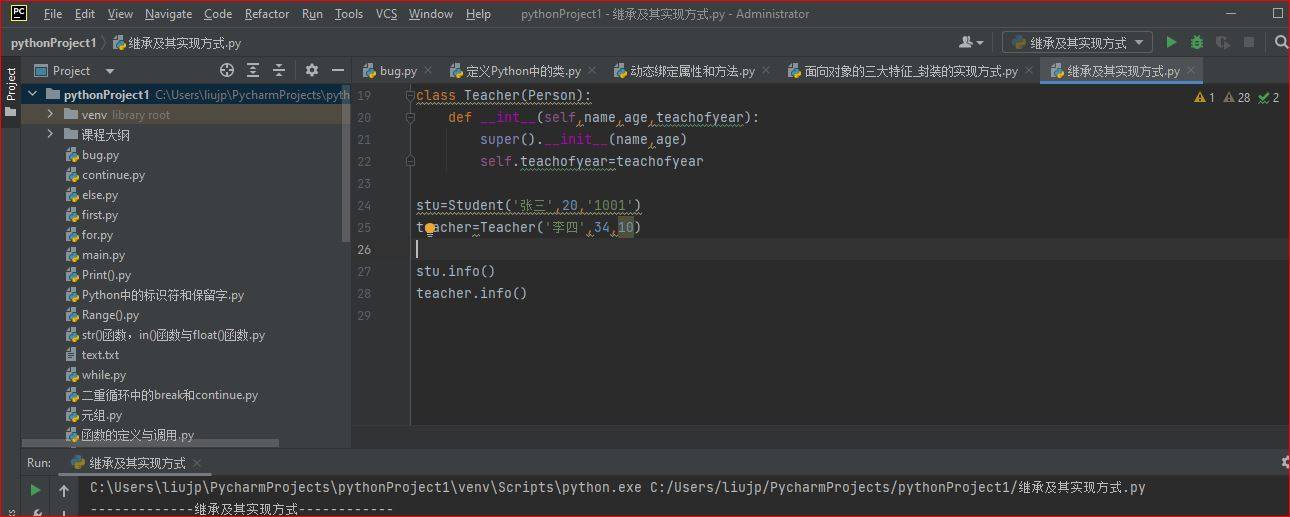 PC File Edit View Navigate Code Refactor Run Tools VCS Window Help pythonProject1 - 继承及其实现方式.py - Administrator
pythonProject1 继承及其实现方式.py 继承及其实现方式
Project Project bug.py 定义Python中的类.py 动态绑定属性和方法.py 面向对象的三大特征_封装的实现方式.py 继承及其实现方式.py
pythonProject1 C:\Users\liujp\PycharmProjects\pyth
venv library root
课程大纲
bug.py
continue.py
else.py
first.py
for.py
main.py
Print().py
Python中的标识符和保留字.py
Range().py
str()函数，in()函数与float()函数.py
text.txt
while.py
二重循环中的break和continue.py
元组.py
函数的定义与调用.py
19 class Teacher(Person): 1 28 2
20 def __int__(self,name,age,teachofyear):
21 super().__init__(name,age)
22 self.teachofyear=teachofyear
23
24 stu=Student('张三',20,'1001')
25 teacher=Teacher('李四',34,10)
26
27 stu.info()
28 teacher.info()
29
Run: 继承及其实现方式
C:\Users\liujp\PycharmProjects\pythonProject1\venv\Scripts\python.exe C:/Users/liujp/PycharmProjects/pythonProject1/继承及其实现方式.py
-------------继承及其实现方式------------